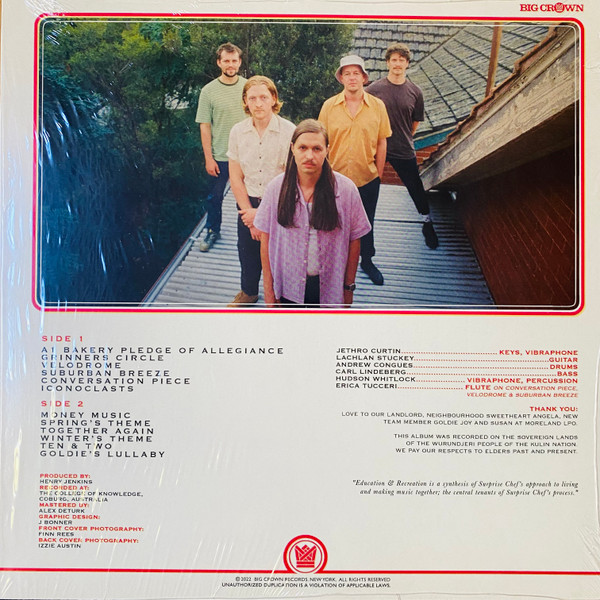 BIG CROWN
SIDE 1
A1 BAKERY PLEDGE OF ALLEGIANCE
GRINNERS CIRCLE
VELODROME
SUBURBAN BREEZE
CONVERSATION PIECE
ICONOCLASTS
SIDE 2
MONEY MUSIC
SPRING'S THEME
TOGETHER AGAIN
WINTER'S THEME
TEN & TWO
GOLDIE'S LULLABY
PRODUCED BY:
HENRY JENKINS
RECORDED AT:
THE COLLEGE OF KNOWLEDGE,
COBURG, AUSTRALIA
MASTERED BY:
ALEX DETURK
GRAPHIC DESIGN:
J BONNER
FRONT COVER PHOTOGRAPHY:
FINN REES
BACK COVER PHOTOGRAPHY:
IZZIE AUSTIN
JETHRO CURTIN KEYS, VIBRAPHONE
LACHLAN STUCKEY GUITAR
ANDREW CONGUES DRUMS
CARL LINDEBERG BASS
HUDSON WHITLOCK VIBRAPHONE, PERCUSSION
ERICA TUCCERI FLUTE ON CONVERSATION PIECE,
VELODROME & SUBURBAN BREEZE
THANK YOU:
LOVE TO OUR LANDLORD, NEIGHBOURHOOD SWEETHEART ANGELA, NEW
TEAM MEMBER GOLDIE JOY AND SUSAN AT MORELAND LPO.
THIS ALBUM WAS RECORDED ON THE SOVEREIGN LANDS
OF THE WURUNDJERI PEOPLE OF THE KULIN NATION.
WE PAY OUR RESPECTS TO ELDERS PAST AND PRESENT.
"Education & Recreation is a synthesis of Surprise Chef's approach to living
and making music together; the central tenants of Surprise Chef's process."
© 2022 BIG CROWN RECORDS, NEW YORK. ALL RIGHTS RESERVED
UNAUTHORIZED DUPLICATION IS A VIOLATION OF APPLICABLE LAWS.